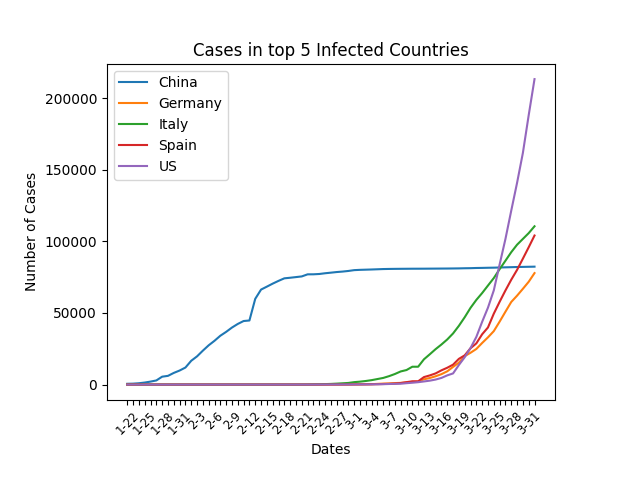 Cases in top 5 Infected Countries
China
Germany
Italy
Spain
US
Number of Cases
200000
150000
100000
50000
0
1-22 1-25 1-28 1-31 2-3 2-6 2-9 2-12 2-15 2-18 2-21 2-24 2-27 3-1 3-4 3-7 3-10 3-13 3-16 3-19 3-22 3-25 3-28 3-31
Dates